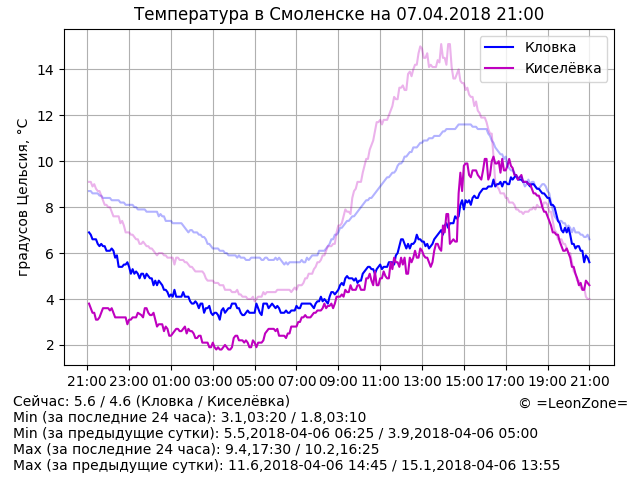 Температура в Смоленске на 07.04.2018 21:00
градусов Цельсия, °C
14
12
10
8
6
4
2
Кловка
Киселёвка
21:00 23:00 01:00 03:00 05:00 07:00 09:00 11:00 13:00 15:00 17:00 19:00 21:00
Сейчас: 5.6 / 4.6 (Кловка / Киселёвка)
© =LeonZone=
Min (за последние 24 часа): 3.1,03:20 / 1.8,03:10
Min (за предыдущие сутки): 5.5,2018-04-06 06:25 / 3.9,2018-04-06 05:00
Max (за последние 24 часа): 9.4,17:30 / 10.2,16:25
Max (за предыдущие сутки): 11.6,2018-04-06 14:45 / 15.1,2018-04-06 13:55